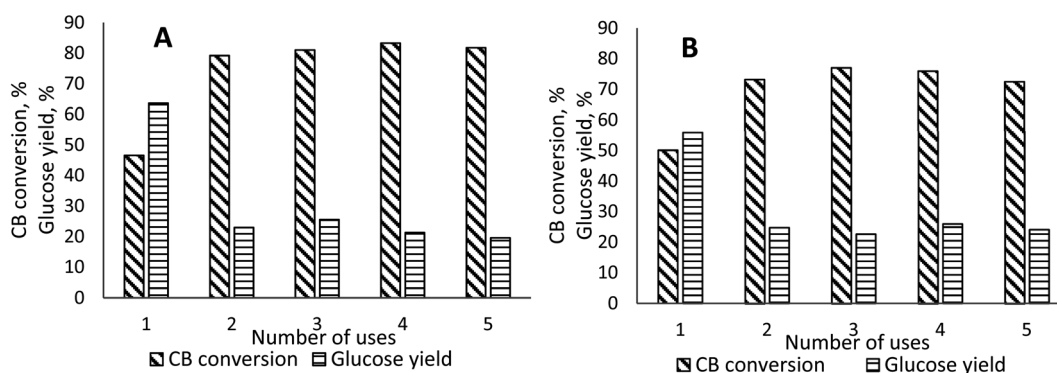 A
CB conversion, %
Glucose yield, %
90
80
70
60
50
40
30
20
10
0
1 2 3 4 5
Number of uses
CB conversion Glucose yield
B
CB conversion, %
Glucose yield, %
90
80
70
60
50
40
30
20
10
0
1 2 3 4 5
Number of uses
CB conversion Glucose yield